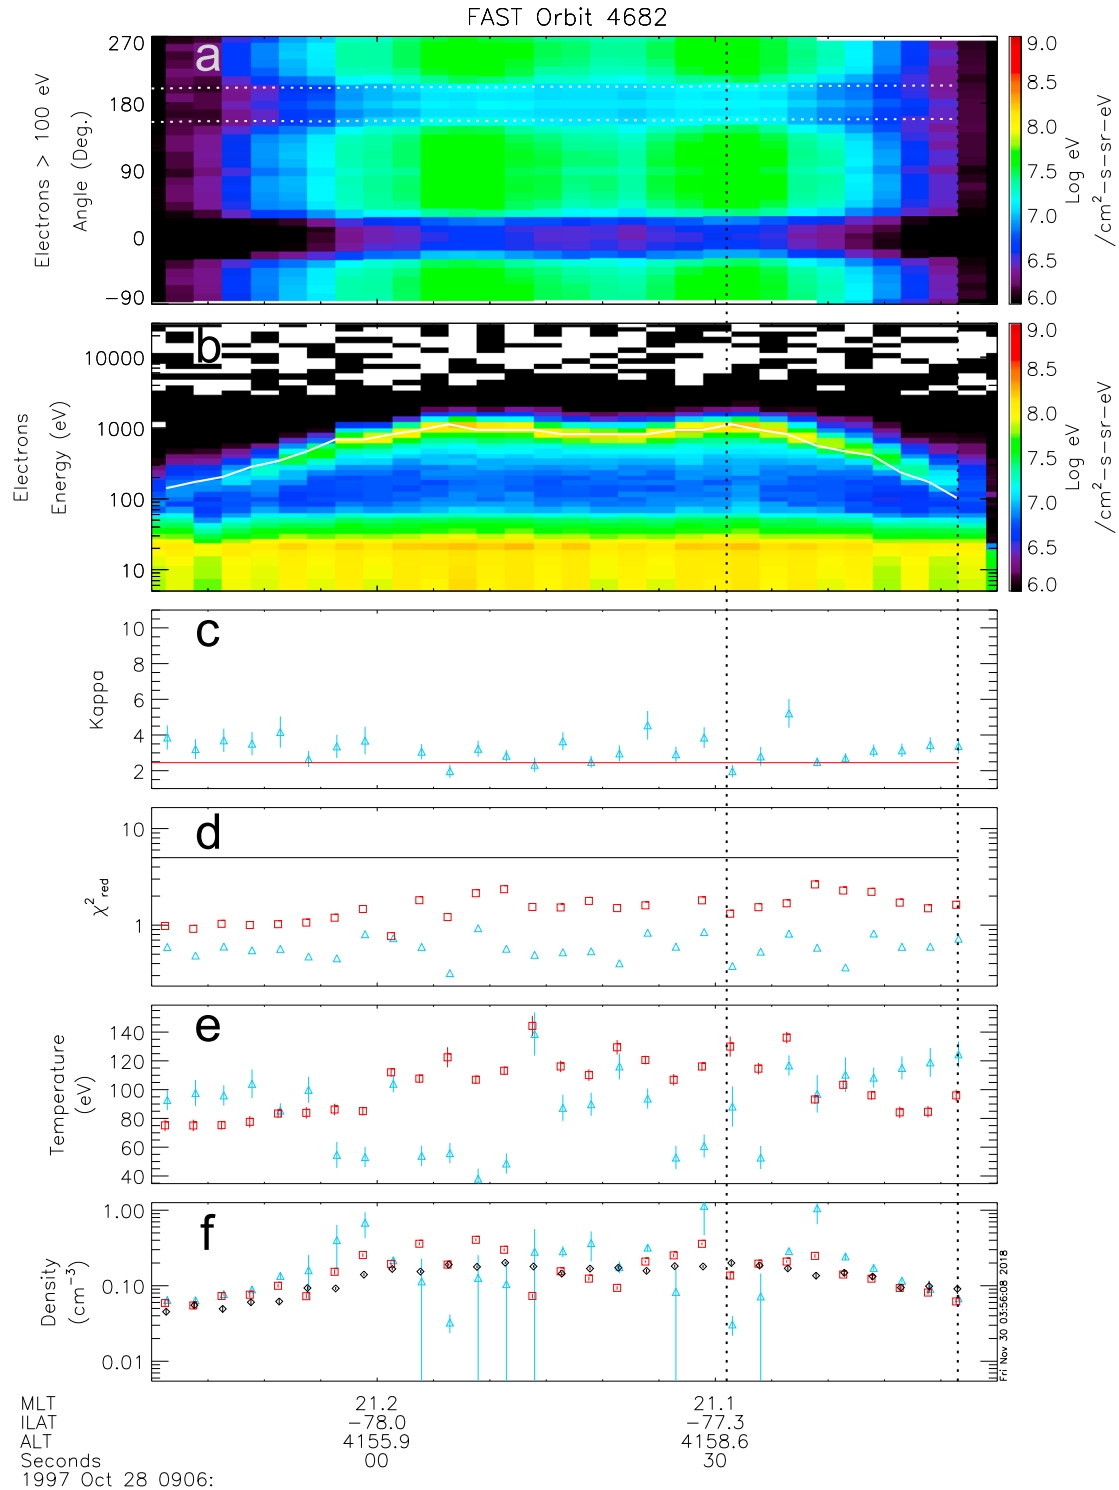 FAST Orbit 4682
a
Electrons > 100 eV
Angle (Deg.)
270
180
90
0
−90
9.0
8.5
8.0
7.5
7.0
6.5
6.0
Log eV
/cm²−s−sr−eV
b
Electrons
Energy (eV)
10000
1000
100
10
9.0
8.5
8.0
7.5
7.0
6.5
6.0
Log eV
/cm²−s−sr−eV
c
Kappa
10
8
6
4
2
d
χ²red
10
1
e
Temperature
(eV)
140
120
100
80
60
40
f
Density
(cm⁻³)
1.00
0.10
0.01
Fri Nov 30 03:56:08 2018
MLT 21.2 21.1
ILAT −78.0 −77.3
ALT 4155.9 4158.6
Seconds 00 30
1997 Oct 28 0906: